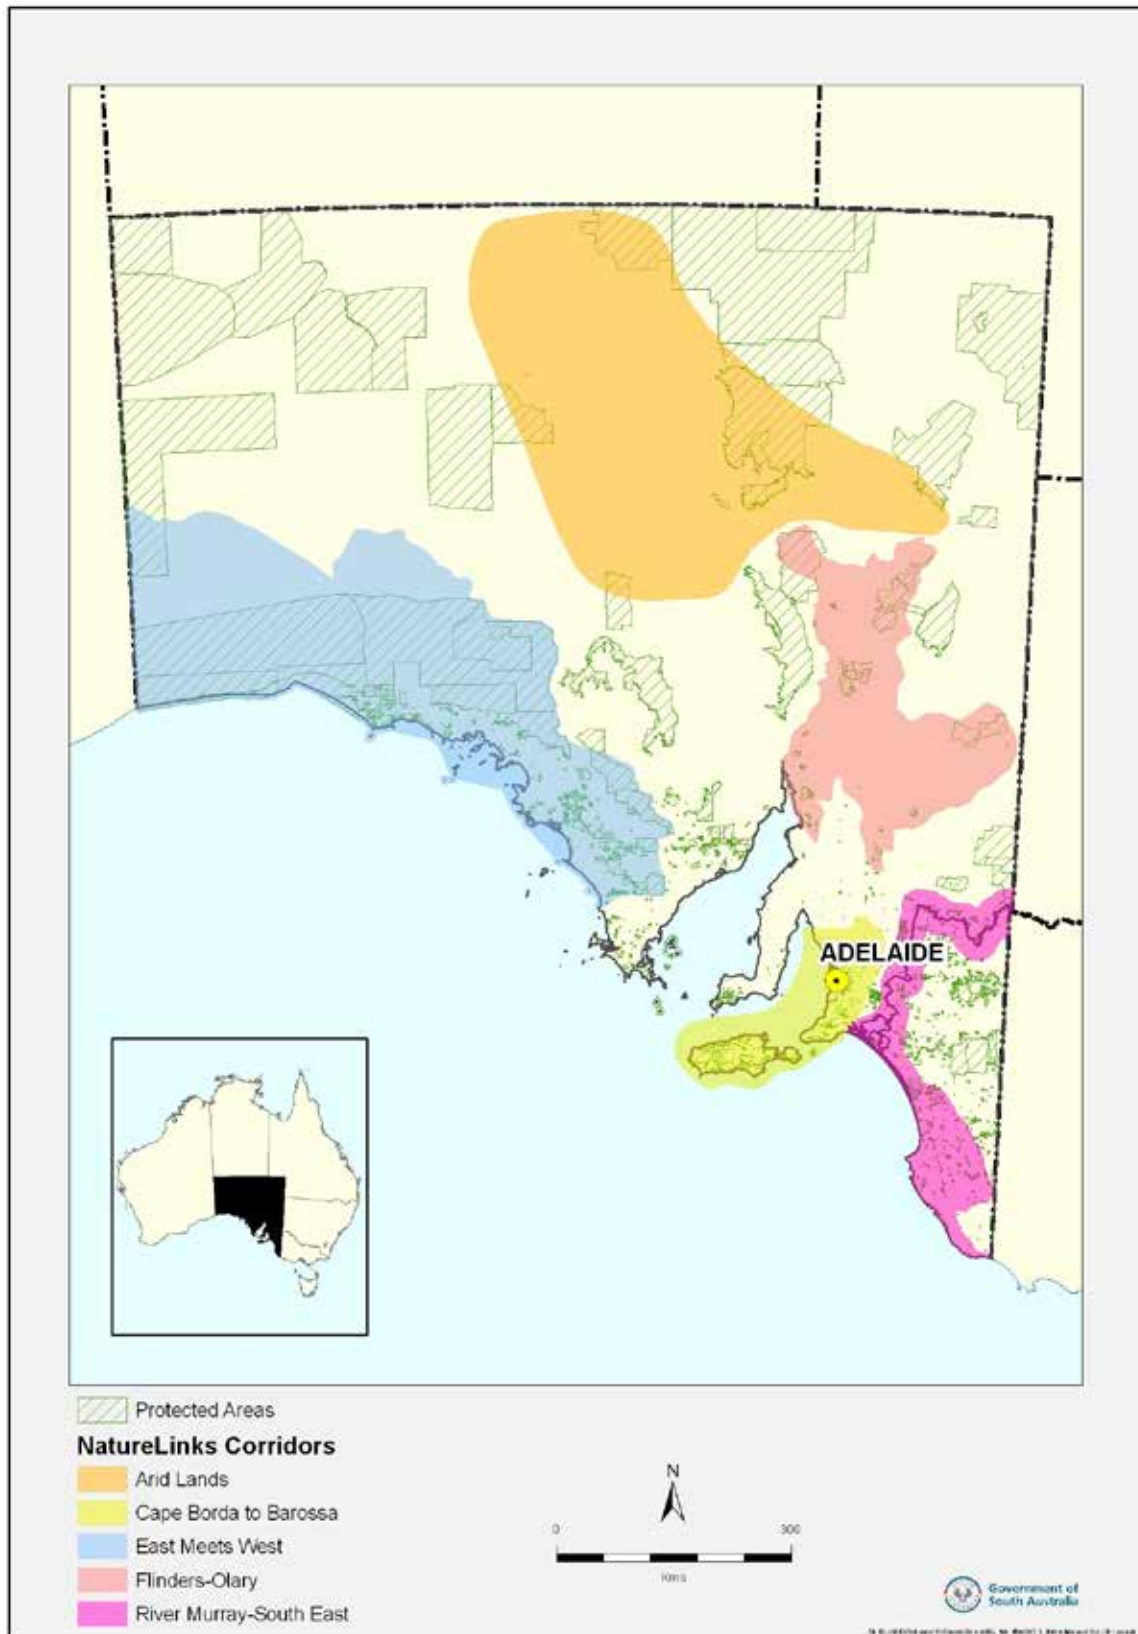 ADELAIDE
Protected Areas
NatureLinks Corridors
Arid Lands
Cape Borda to Barossa
East Meets West
Flinders-Olary
River Murray-South East
N
0 300
Kms
Government of
South Australia